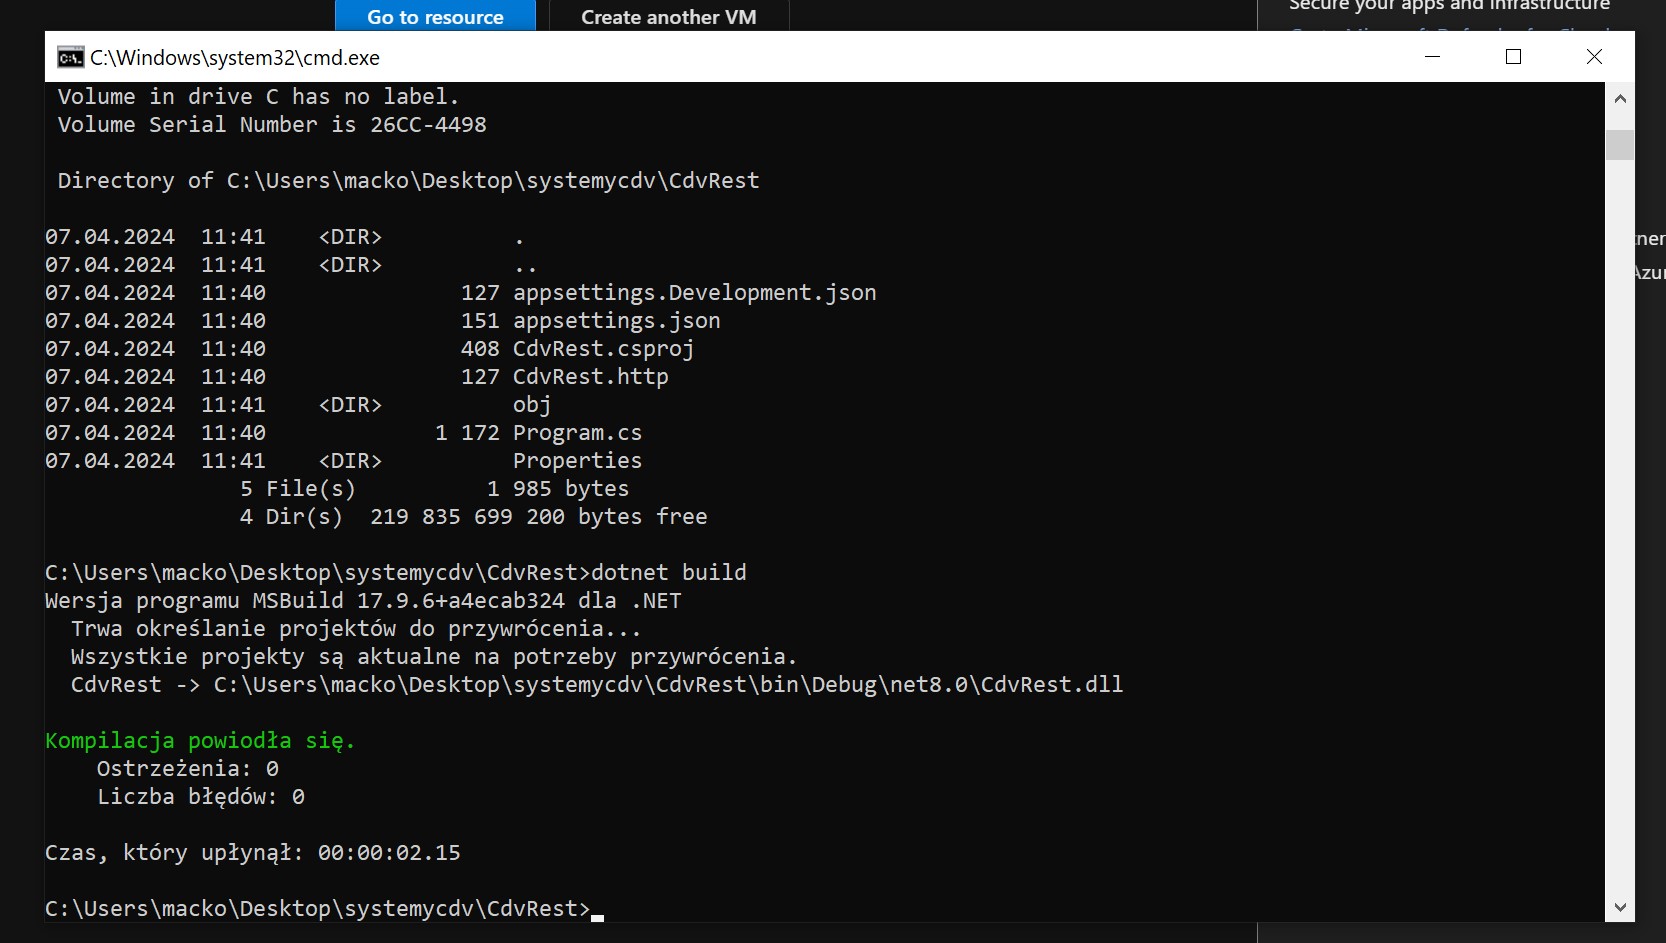 Go to resource
Create another VM
Secure your apps and infrastructure
C:\Windows\system32\cmd.exe
Volume in drive C has no label.
Volume Serial Number is 26CC-4498
Directory of C:\Users\macko\Desktop\systemycdv\CdvRest
07.04.2024 11:41 <DIR> .
07.04.2024 11:41 <DIR> ..
07.04.2024 11:40 127 appsettings.Development.json
07.04.2024 11:40 151 appsettings.json
07.04.2024 11:40 408 CdvRest.csproj
07.04.2024 11:40 127 CdvRest.http
07.04.2024 11:41 <DIR> obj
07.04.2024 11:40 1 172 Program.cs
07.04.2024 11:41 <DIR> Properties
5 File(s) 1 985 bytes
4 Dir(s) 219 835 699 200 bytes free
C:\Users\macko\Desktop\systemycdv\CdvRest>dotnet build
Wersja programu MSBuild 17.9.6+a4ecab324 dla .NET
Trwa określanie projektów do przywrócenia...
Wszystkie projekty są aktualne na potrzeby przywrócenia.
CdvRest -> C:\Users\macko\Desktop\systemycdv\CdvRest\bin\Debug\net8.0\CdvRest.dll
Kompilacja powiodła się.
Ostrzeżenia: 0
Liczba błędów: 0
Czas, który upłynął: 00:00:02.15
C:\Users\macko\Desktop\systemycdv\CdvRest>